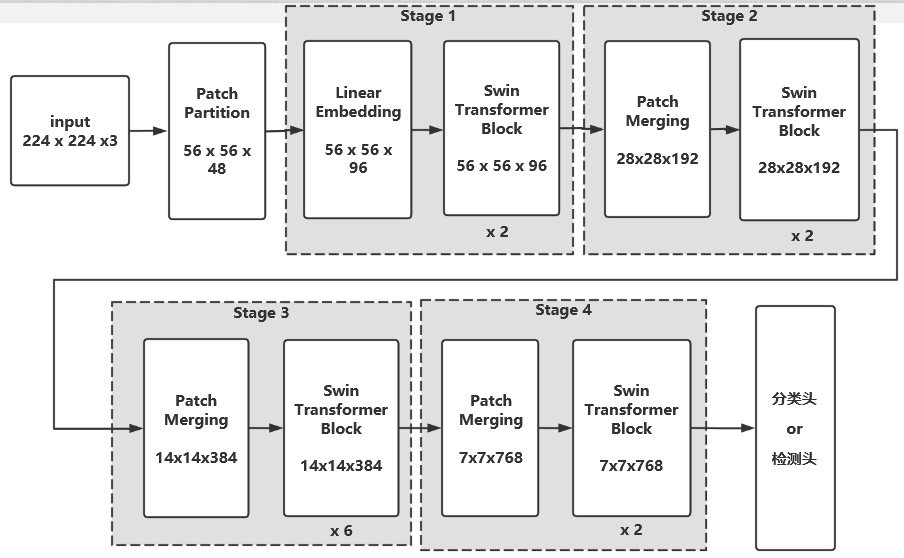 input
224 x 224 x3
Patch
Partition
56 x 56 x
48
Stage 1
Linear
Embedding
56 x 56 x
96
Swin
Transformer
Block
56 x 56 x 96
x 2
Stage 2
Patch
Merging
28x28x192
Swin
Transformer
Block
28x28x192
x 2
Stage 3
Patch
Merging
14x14x384
Swin
Transformer
Block
14x14x384
x 6
Stage 4
Patch
Merging
7x7x768
Swin
Transformer
Block
7x7x768
x 2
分类头
or
检测头